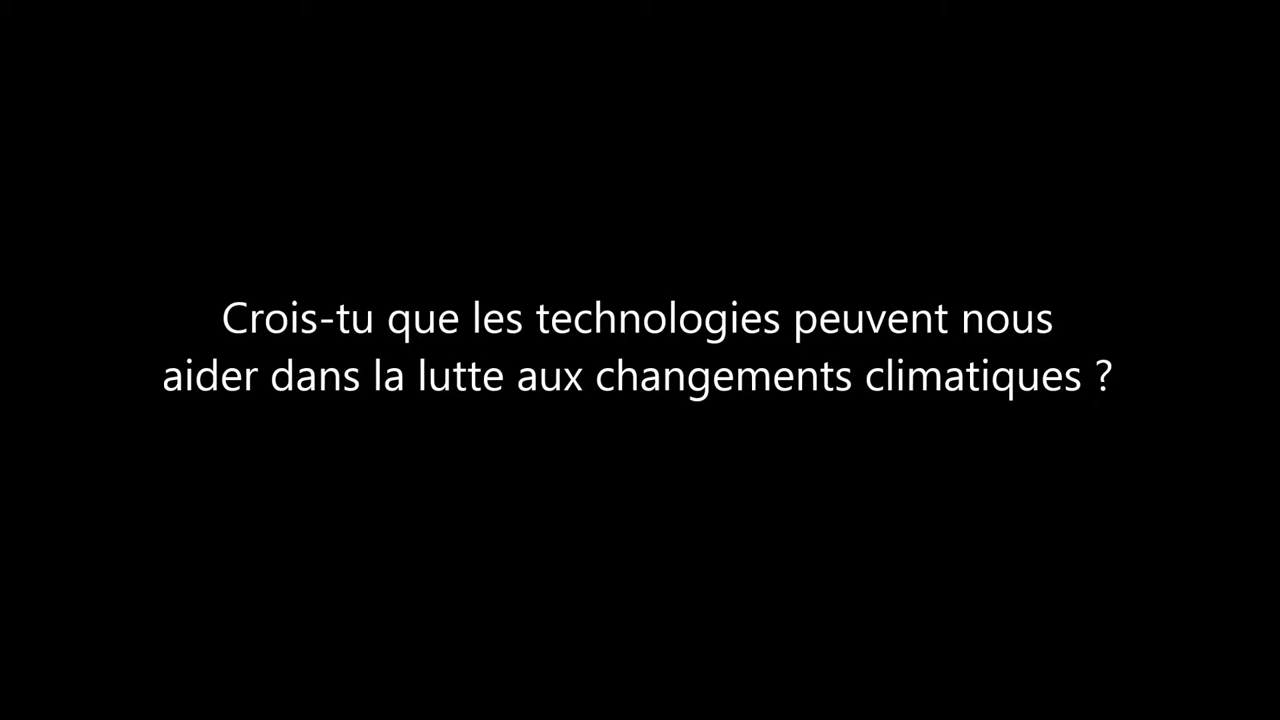 Crois-tu que les technologies peuvent nous
aider dans la lutte aux changements climatiques ?